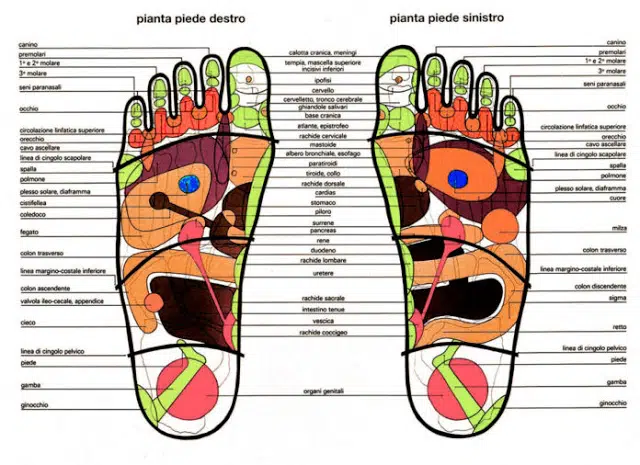 pianta piede destro
pianta piede sinistro
canino
premolari
1º e 2º molare
3º molare
seni paranasali
occhio
circolazione linfatica superiore
orecchio
cavo ascellare
linea di cingolo scapolare
spalla
polmone
plesso solare, diaframma
cistifellea
coledoco
fegato
colon trasverso
linea margino-costale inferiore
colon ascendente
valvola ileo-cecale, appendice
cieco
linea di cingolo pelvico
piede
gamba
ginocchio
calotta cranica, meningi
tempia, mascella superiore
incisivi inferiori
ipofisi
cervello
cervelletto, tronco cerebrale
ghiandole salivari
base cranica
atlante, epistrofeo
rachide cervicale
mastoide
albero bronchiale, esofago
paratiroidi
tiroide, collo
rachide dorsale
cardias
stomaco
piloro
surrene
pancreas
rene
duodeno
rachide lombare
uretere
rachide sacrale
intestino tenue
vescica
rachide coccigeo
organi genitali
canino
premolari
1º e 2º molare
3º molare
seni paranasali
occhio
circolazione linfatica superiore
orecchio
cavo ascellare
linea di cingolo scapolare
spalla
polmone
plesso solare, diaframma
cuore
milza
colon trasverso
linea margino-costale inferiore
colon discendente
sigma
retto
linea di cingolo pelvico
piede
gamba
ginocchio